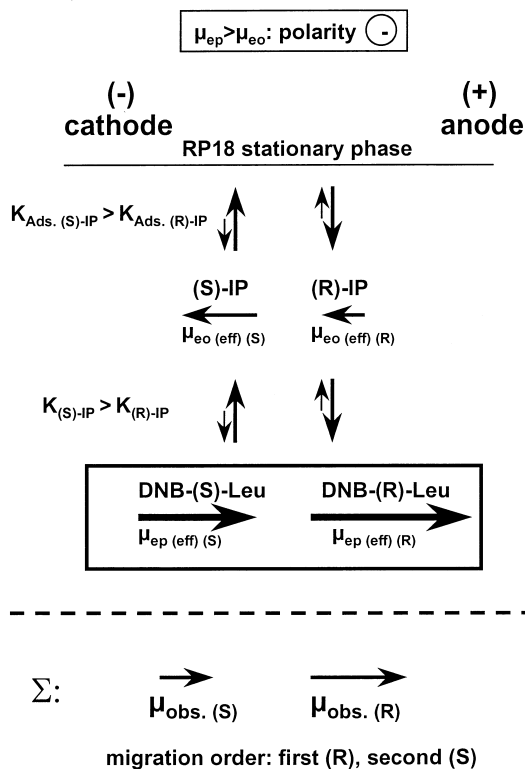 μep>μeo: polarity -
(-) (+)
cathode anode
RP18 stationary phase
KAds. (S)-IP > KAds. (R)-IP
(S)-IP (R)-IP
μeo (eff) (S) μeo (eff) (R)
K(S)-IP > K(R)-IP
DNB-(S)-Leu DNB-(R)-Leu
μep (eff) (S) μep (eff) (R)
Σ:
μobs. (S) μobs. (R)
migration order: first (R), second (S)